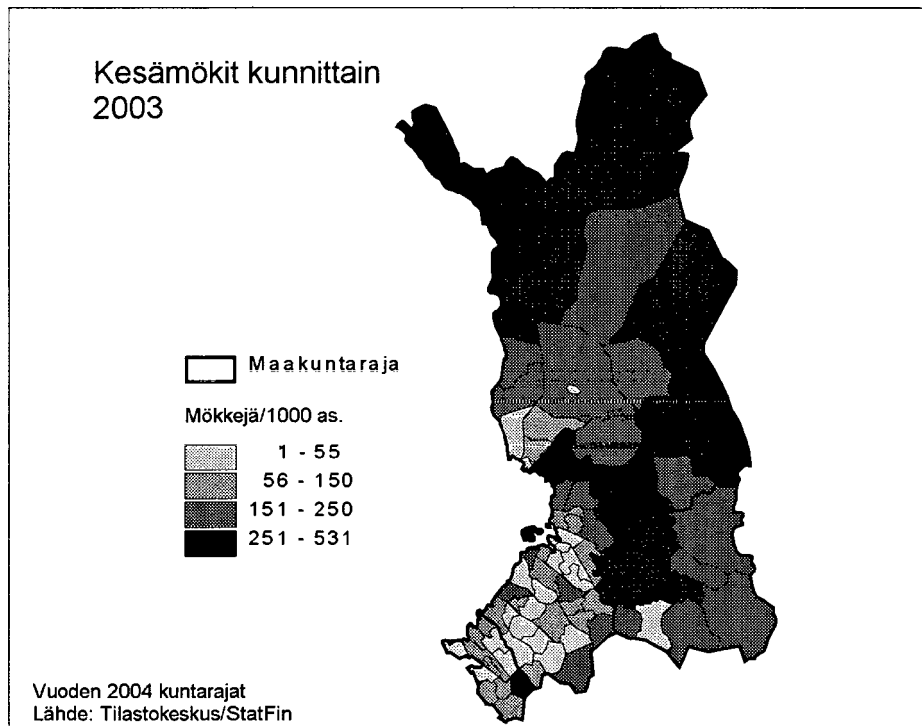 Kesämökit kunnittain
2003
Maakuntaraja
Mökkejä/1000 as.
1 - 55
56 - 150
151 - 250
251 - 531
Vuoden 2004 kuntarajat
Lähde: Tilastokeskus/StatFin